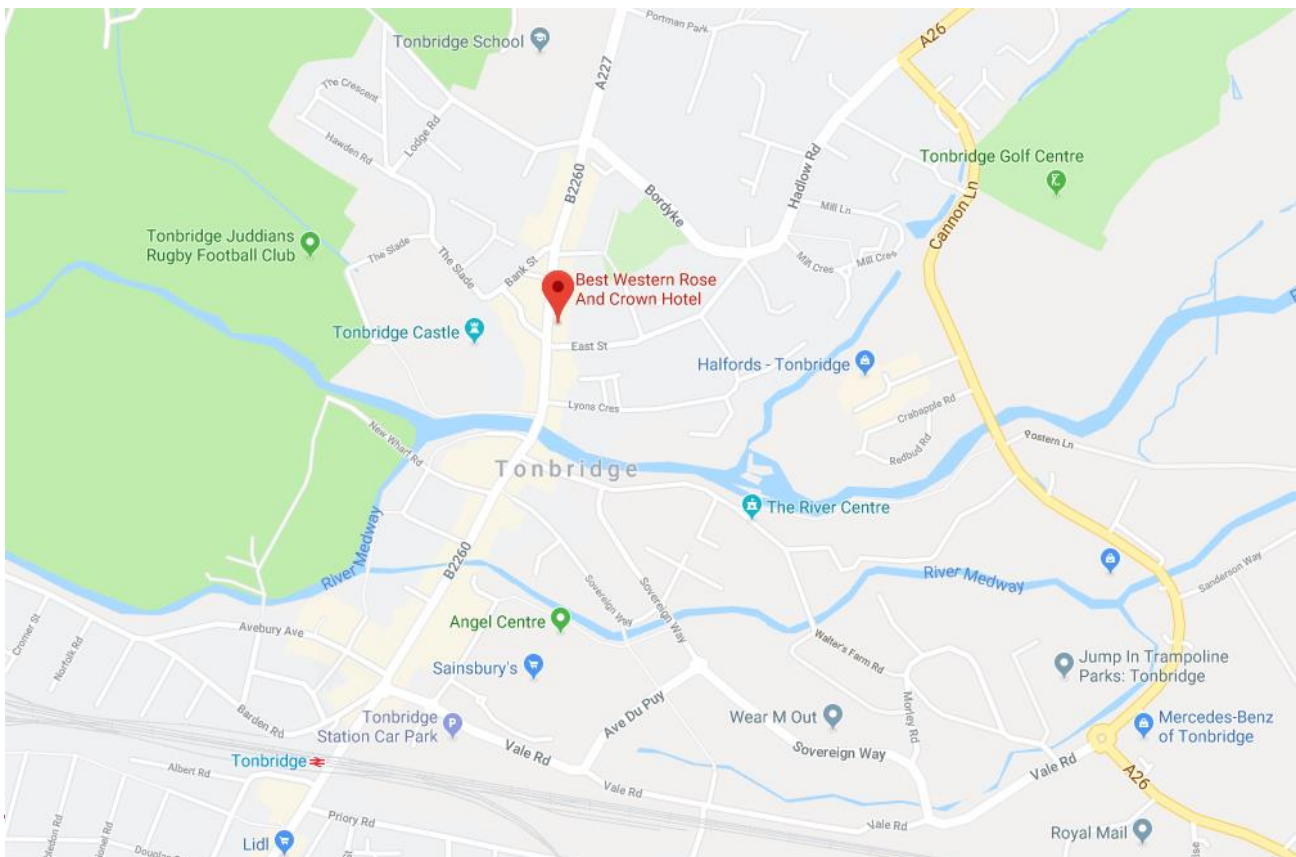 Portman Park
A26
Tonbridge School
A227
The Crescent
Lodge Rd
Hawden Rd
B2260
Bordyke
Hadlow Rd
Tonbridge Golf Centre
Cannon Ln
Mill Ln
Tonbridge Juddians
Rugby Football Club
The Slade
The Slade
Bank St
Mill Cres
Mill Cres
Best Western Rose
And Crown Hotel
Tonbridge Castle
East St
Halfords - Tonbridge
Lyons Cres
Crabapple Rd
Redbud Rd
Postern Ln
New Wharf Rd
Tonbridge
The River Centre
River Medway
B2260
River Medway
Sanderson Way
Sovereign Way
Sovereign Way
Angel Centre
Cromer St
Norfolk Rd
Avebury Ave
Walter's Farm Rd
Sainsbury's
Jump In Trampoline
Parks: Tonbridge
Morley Rd
Barden Rd
Tonbridge
Station Car Park
Ave Du Puy
Wear M Out
Mercedes-Benz
of Tonbridge
Sovereign Way
Vale Rd
Tonbridge
Albert Rd
Vale Rd
Vale Rd
A26
Priory Rd
Vale Rd
Royal Mail
Lidl